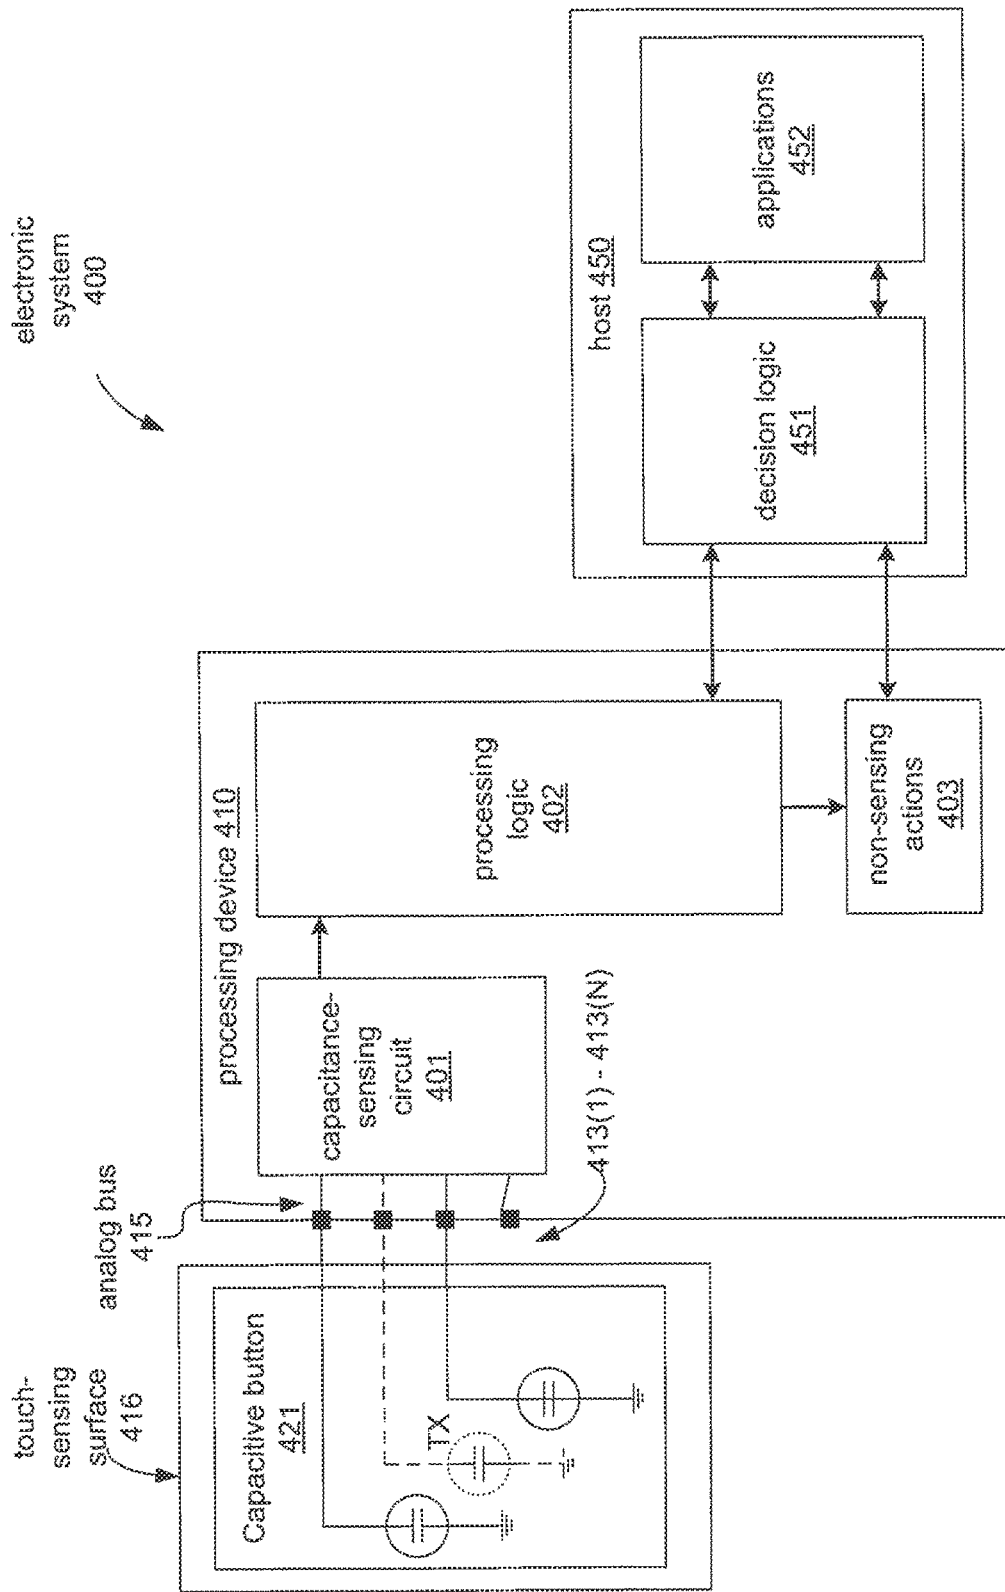 electronic
system
400
touch-
sensing
surface
416
analog bus
415
processing device 410
host 450
Capacitive button
421
TX
capacitance-
sensing
circuit
401
processing
logic
402
decision logic
451
applications
452
413(1) - 413(N)
non-sensing
actions
403